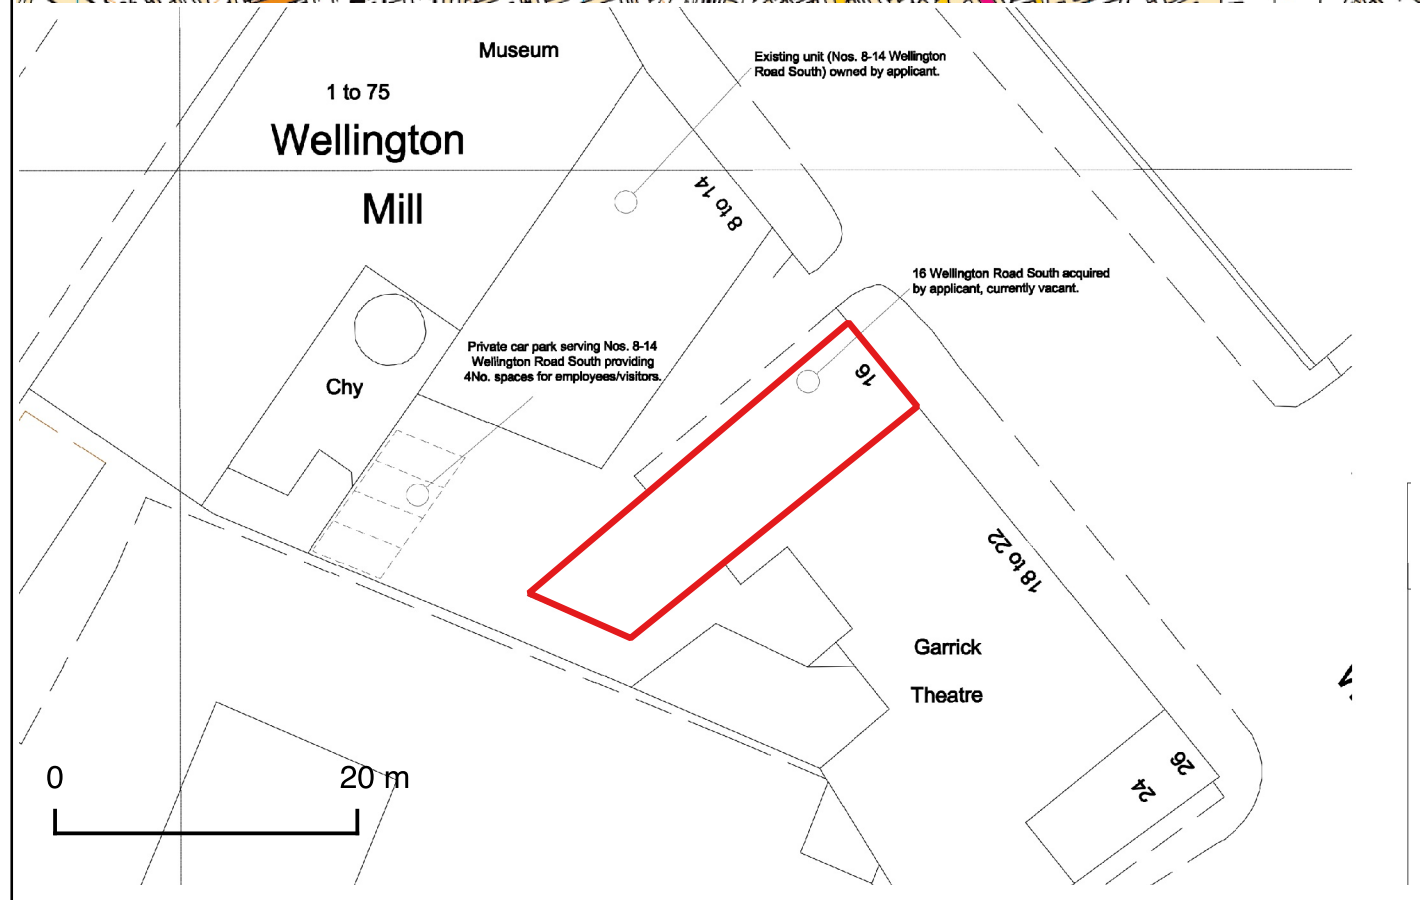 Museum
Existing unit (Nos. 8-14 Wellington
Road South) owned by applicant.
1 to 75
Wellington
Mill
8 to 14
16 Wellington Road South acquired
by applicant, currently vacant.
Private car park serving Nos. 8-14
Wellington Road South providing
4No. spaces for employees/visitors.
Chy
16
18 to 22
Garrick
Theatre
26
24
0
20 m